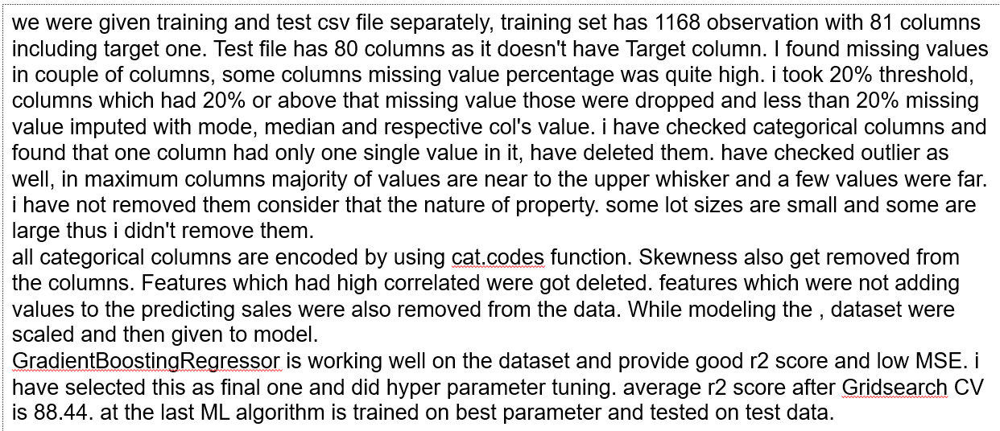 we were given training and test csv file separately, training set has 1168 observation with 81 columns
including target one. Test file has 80 columns as it doesn't have Target column. I found missing values
in couple of columns, some columns missing value percentage was quite high. i took 20% threshold,
columns which had 20% or above that missing value those were dropped and less than 20% missing
value imputed with mode, median and respective col's value. i have checked categorical columns and
found that one column had only one single value in it, have deleted them. have checked outlier as
well, in maximum columns majority of values are near to the upper whisker and a few values were far.
i have not removed them consider that the nature of property. some lot sizes are small and some are
large thus i didn't remove them.
all categorical columns are encoded by using cat.codes function. Skewness also get removed from
the columns. Features which had high correlated were got deleted. features which were not adding
values to the predicting sales were also removed from the data. While modeling the , dataset were
scaled and then given to model.
GradientBoostingRegressor is working well on the dataset and provide good r2 score and low MSE. i
have selected this as final one and did hyper parameter tuning. average r2 score after Gridsearch CV
is 88.44. at the last ML algorithm is trained on best parameter and tested on test data.